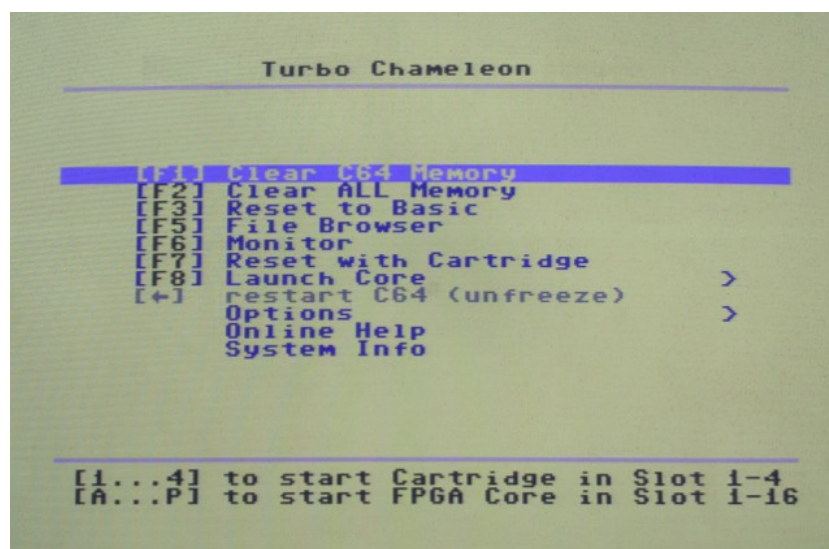 Turbo Chameleon
[F1] Clear C64 Memory
[F2] Clear ALL Memory
[F3] Reset to Basic
[F5] File Browser
[F6] Monitor
[F7] Reset with Cartridge
[F8] Launch Core >
[←] restart C64 (unfreeze)
Options >
Online Help
System Info
[1...4] to start Cartridge in Slot 1-4
[A...P] to start FPGA Core in Slot 1-16